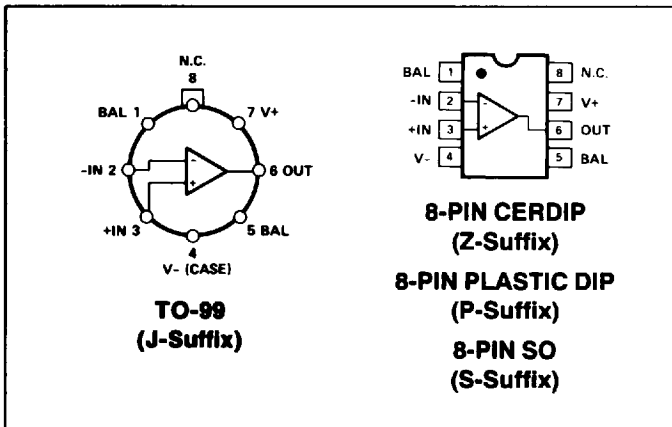 N.C.
8
BAL 1
7 V+
-IN 2
6 OUT
+IN 3
5 BAL
4
V- (CASE)
TO-99
(J-Suffix)
BAL 1
8 N.C.
-IN 2
7 V+
+IN 3
6 OUT
V- 4
5 BAL
8-PIN CERDIP
(Z-Suffix)
8-PIN PLASTIC DIP
(P-Suffix)
8-PIN SO
(S-Suffix)